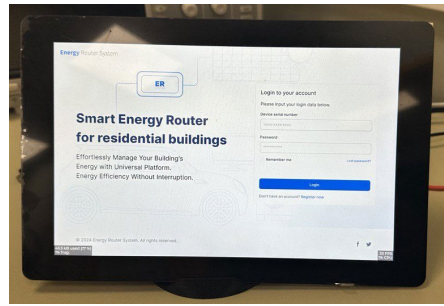 Energy Router System
ER
Smart Energy Router
for residential buildings
Effortlessly Manage Your Building's
Energy with Universal Platform.
Energy Efficiency Without Interruption.
Login to your account
Please input your login data below.
Device serial number
Password
Remember me
Lost password?
Login
Don't have an account? Register now
© 2024 Energy Router System. All rights reserved.